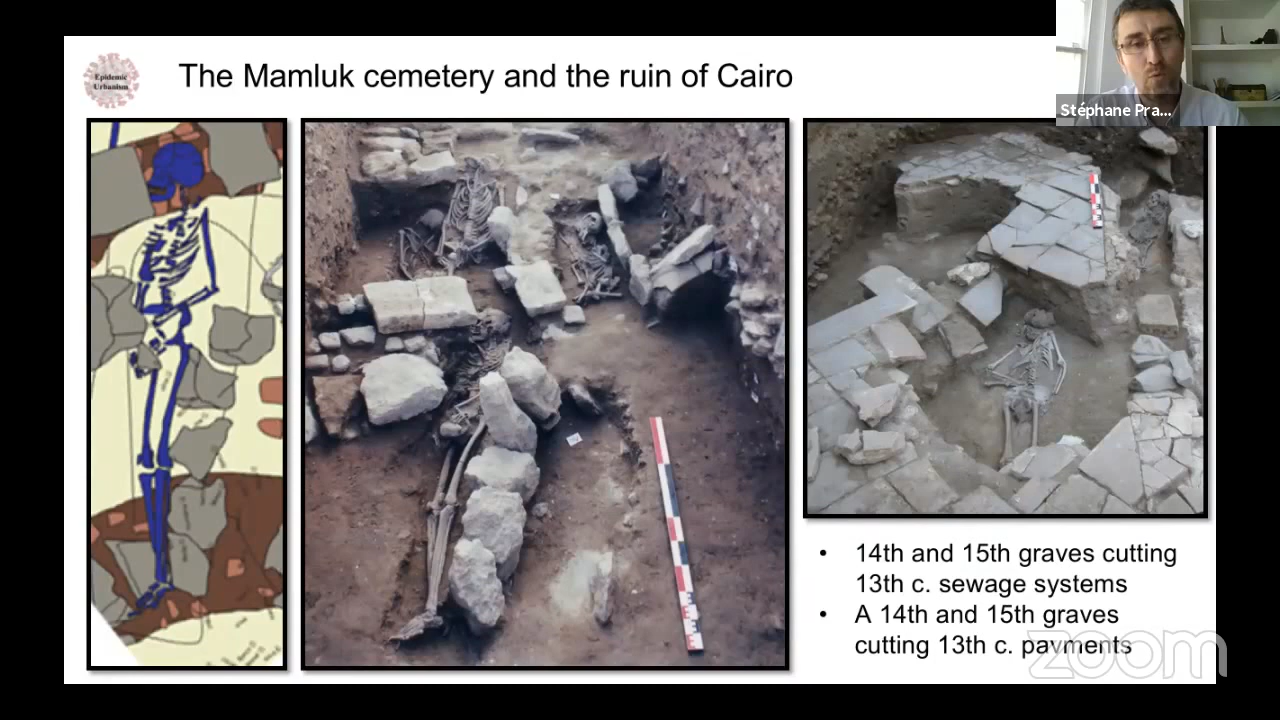 Stéphane Pra...
Epidemic
Urbanism
The Mamluk cemetery and the ruin of Cairo
• 14th and 15th graves cutting
13th c. sewage systems
• A 14th and 15th graves
cutting 13th c. pavments
zoom